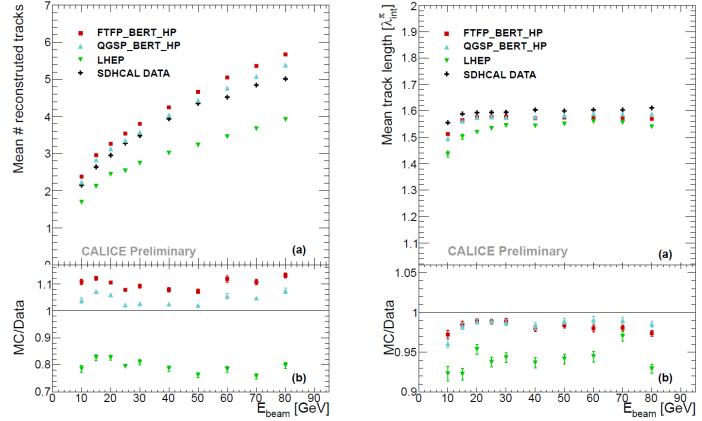 Mean # reconstructed tracks
7
6
5
4
3
2
1
0
FTFP_BERT_HP
QGSP_BERT_HP
LHEP
SDHCAL DATA
CALICE Preliminary
(a)
MC/Data
1.1
1
0.9
0.8
0.7
(b)
10 20 30 40 50 60 70 80 90
E_beam [GeV]
Mean track length [λ^π_int]
2
1.9
1.8
1.7
1.6
1.5
1.4
1.3
1.2
1.1
FTFP_BERT_HP
QGSP_BERT_HP
LHEP
SDHCAL DATA
CALICE Preliminary
(a)
MC/Data
1.05
1
0.95
0.9
(b)
10 20 30 40 50 60 70 80 90
E_beam [GeV]